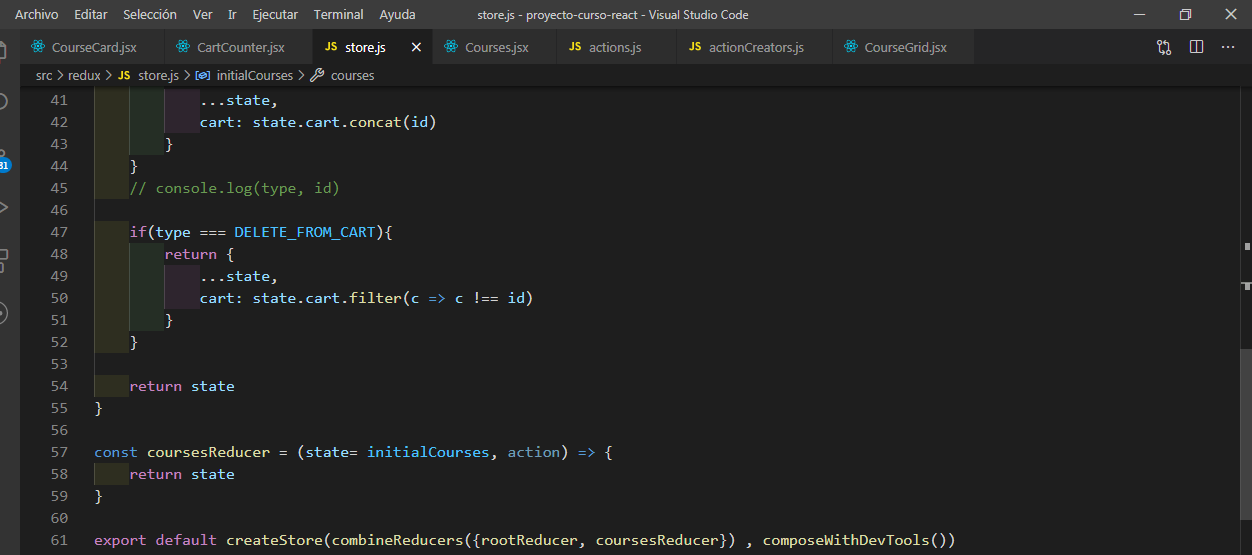 Archivo Editar Selección Ver Ir Ejecutar Terminal Ayuda store.js - proyecto-curso-react - Visual Studio Code
CourseCard.jsx CartCounter.jsx JS store.js Courses.jsx JS actions.js JS actionCreators.js CourseGrid.jsx
src > redux > JS store.js > initialCourses > courses
41 ...state,
42 cart: state.cart.concat(id)
43 }
44 }
45 // console.log(type, id)
46
47 if(type === DELETE_FROM_CART){
48 return {
49 ...state,
50 cart: state.cart.filter(c => c !== id)
51 }
52 }
53
54 return state
55 }
56
57 const coursesReducer = (state= initialCourses, action) => {
58 return state
59 }
60
61 export default createStore(combineReducers({rootReducer, coursesReducer}) , composeWithDevTools())
31